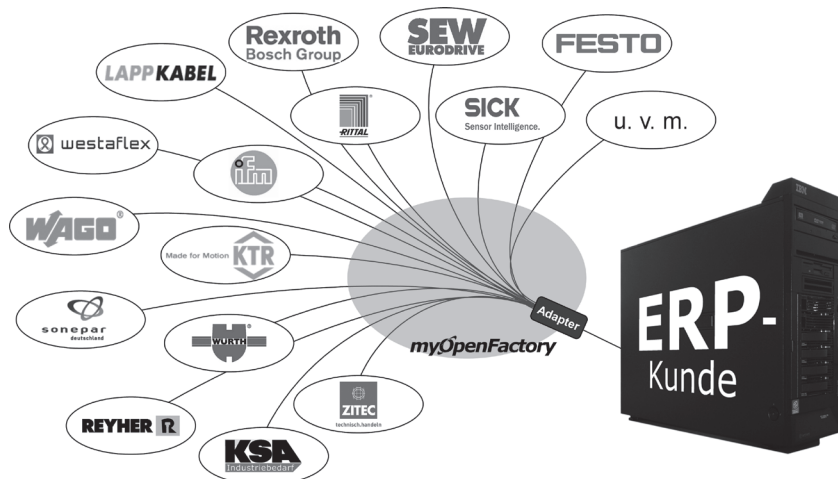 Rexroth
Bosch Group
SEW
EURODRIVE
FESTO
LAPP KABEL
RITTAL
SICK
Sensor Intelligence.
u. v. m.
westaflex
ifm
IBM
WAGO®
Made for Motion KTR
ERP-
Kunde
sonepar
deutschland
WÜRTH®
Adapter
myOpenFactory
ZITEC
technisch.handeln
REYHER R
KSA
Industriebedarf